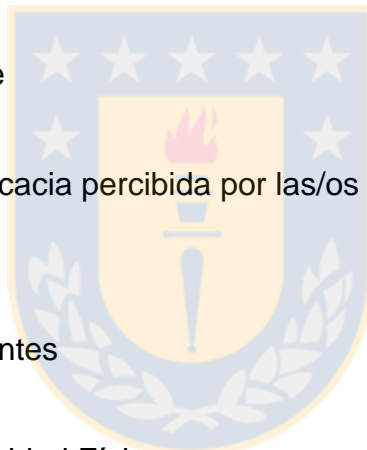 e
cacia percibida por las/os
ntes